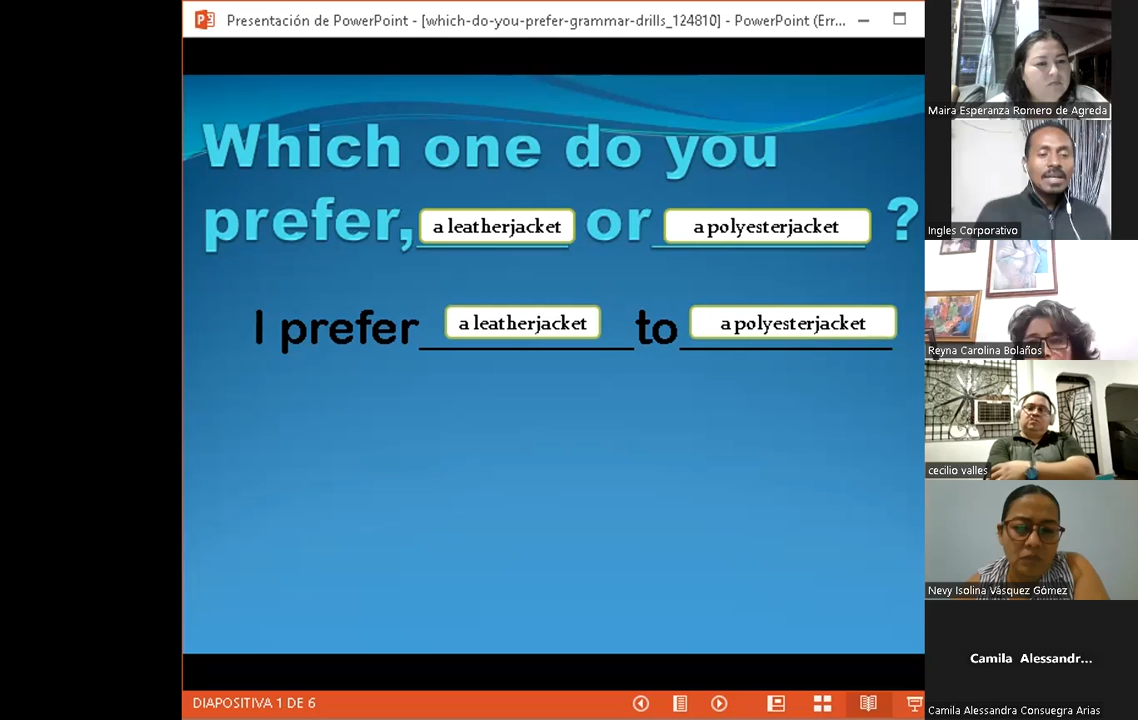 Presentación de PowerPoint - [which-do-you-prefer-grammar-drills_124810] - PowerPoint (Err...
Which one do you
prefer, a leatherjacket or a polyesterjacket ?
I prefer a leatherjacket to a polyesterjacket
DIAPOSITIVA 1 DE 6
Maira Esperanza Romero de Agreda
Ingles Corporativo
Reyna Carolina Bolaños
cecilio valles
Nevy Isolina Vásquez Gómez
Camila Alessandr...
Camila Alessandra Consuegra Arias